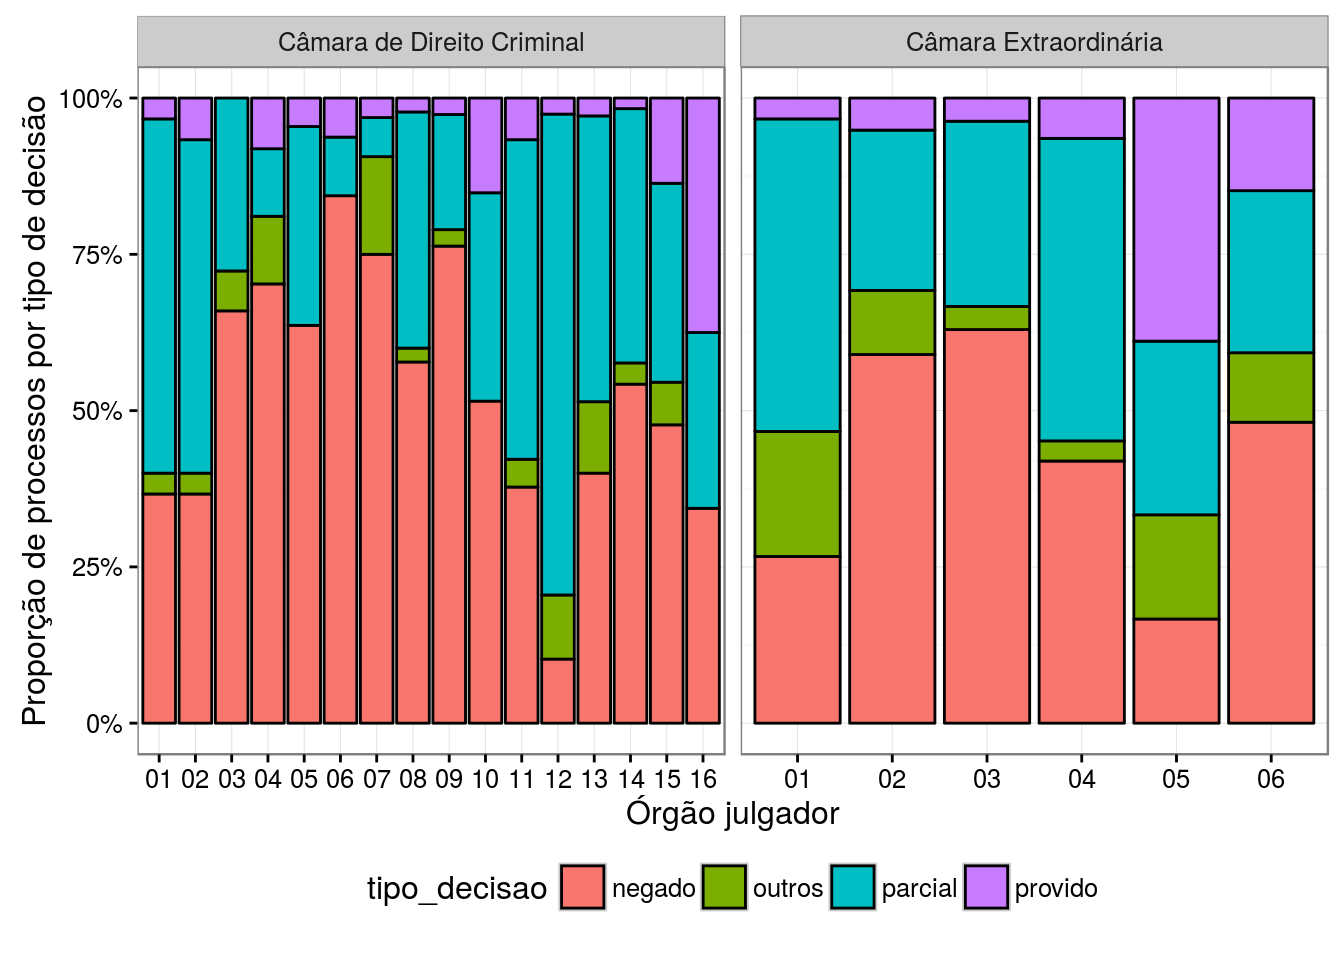 Câmara de Direito Criminal
Câmara Extraordinária
Proporção de processos por tipo de decisão
100%
75%
50%
25%
0%
01 02 03 04 05 06 07 08 09 10 11 12 13 14 15 16
01 02 03 04 05 06
Órgão julgador
tipo_decisao negado outros parcial provido